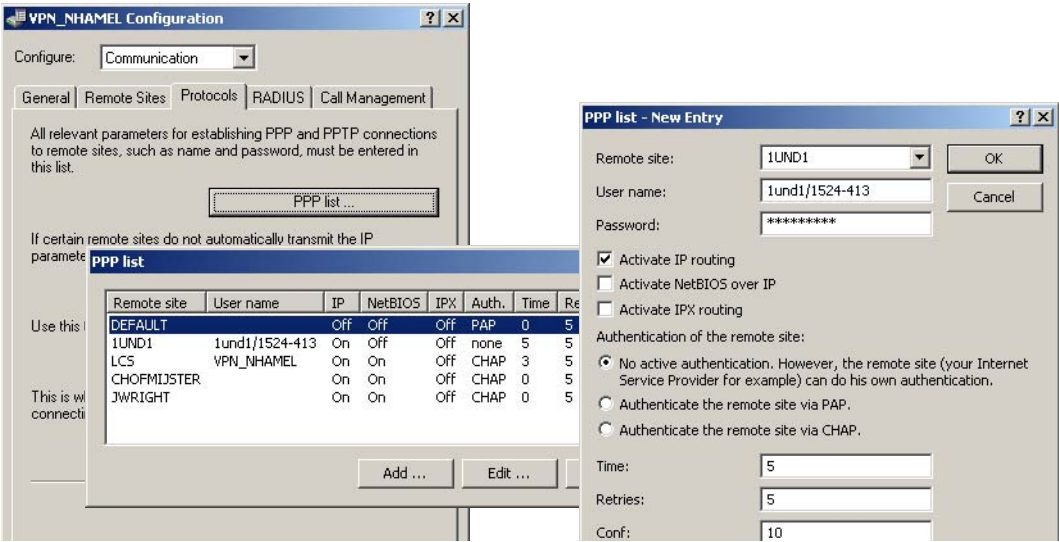 VPN_NHAMEL Configuration
Configure: Communication
General Remote Sites Protocols RADIUS Call Management
All relevant parameters for establishing PPP and PPTP connections
to remote sites, such as name and password, must be entered in
this list.
PPP list ...
If certain remote sites do not automatically transmit the IP
Use this
This is
PPP list
Remote site User name IP NetBIOS IPX Auth. Time
DEFAULT Off Off Off PAP 0 5
1UND1 1und1/1524-413 On Off Off none 5 5
LCS VPN_NHAMEL On On Off CHAP 3 5
CHOFMIJSTER On On Off CHAP 0 5
JWRIGHT On On Off CHAP 0 5
Add ... Edit ...
PPP list - New Entry
Remote site: 1UND1
User name: 1und1/1524-413
Password: *********
OK
Cancel
Activate IP routing
Activate NetBIOS over IP
Activate IPX routing
Authentication of the remote site:
No active authentication. However, the remote site (your Internet
Service Provider for example) can do his own authentication.
Authenticate the remote site via PAP.
Authenticate the remote site via CHAP.
Time: 5
Retries: 5
Conf: 10